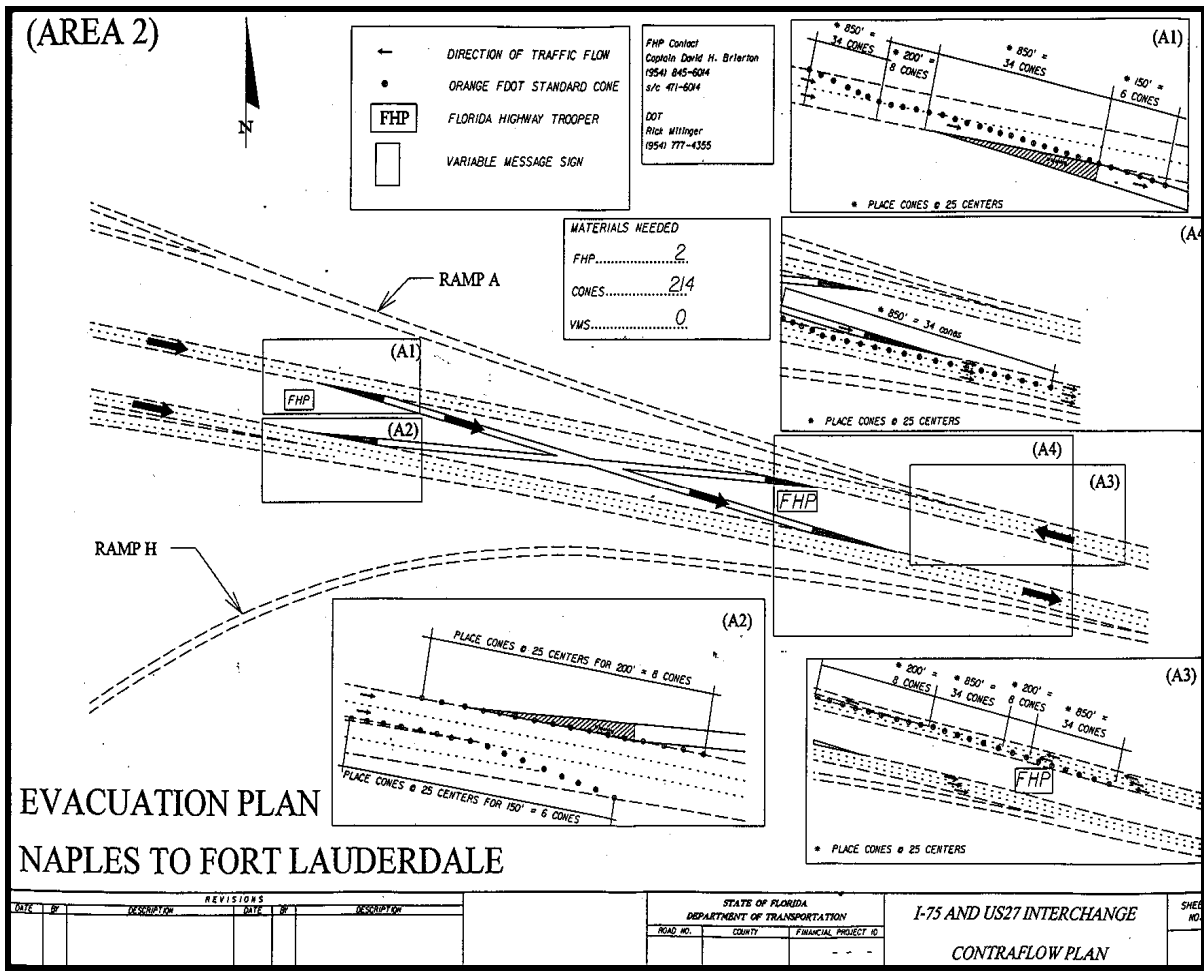 (AREA 2)
N
DIRECTION OF TRAFFIC FLOW
ORANGE FDOT STANDARD CONE
FHP FLORIDA HIGHWAY TROOPER
VARIABLE MESSAGE SIGN
FHP Contact
Captain David H. Brierton
(954) 845-6014
s/c 471-6014
DOT
Rick Mitinger
(954) 777-4355
(A1)
* 850' =
34 CONES
* 200' =
8 CONES
* 850' =
34 CONES
* 150' =
6 CONES
* PLACE CONES @ 25 CENTERS
MATERIALS NEEDED
FHP 2
CONES 214
VMS 0
(A4
* 850' = 34 cones
* PLACE CONES @ 25 CENTERS
RAMP A
(A1)
FHP
(A2)
(A4)
(A3)
FHP
RAMP H
(A2)
PLACE CONES @ 25 CENTERS FOR 200' = 8 CONES
PLACE CONES @ 25 CENTERS FOR 150' = 6 CONES
(A3)
* 200' =
8 CONES
* 850' =
34 CONES
* 200' =
8 CONES
* 850' =
34 CONES
FHP
* PLACE CONES @ 25 CENTERS
EVACUATION PLAN
NAPLES TO FORT LAUDERDALE
REVISIONS
DATE BY DESCRIPTION DATE BY DESCRIPTION
STATE OF FLORIDA
DEPARTMENT OF TRANSPORTATION
ROAD NO. COUNTY FINANCIAL PROJECT ID
- - -
I-75 AND US27 INTERCHANGE
CONTRAFLOW PLAN
SHEE
NO.